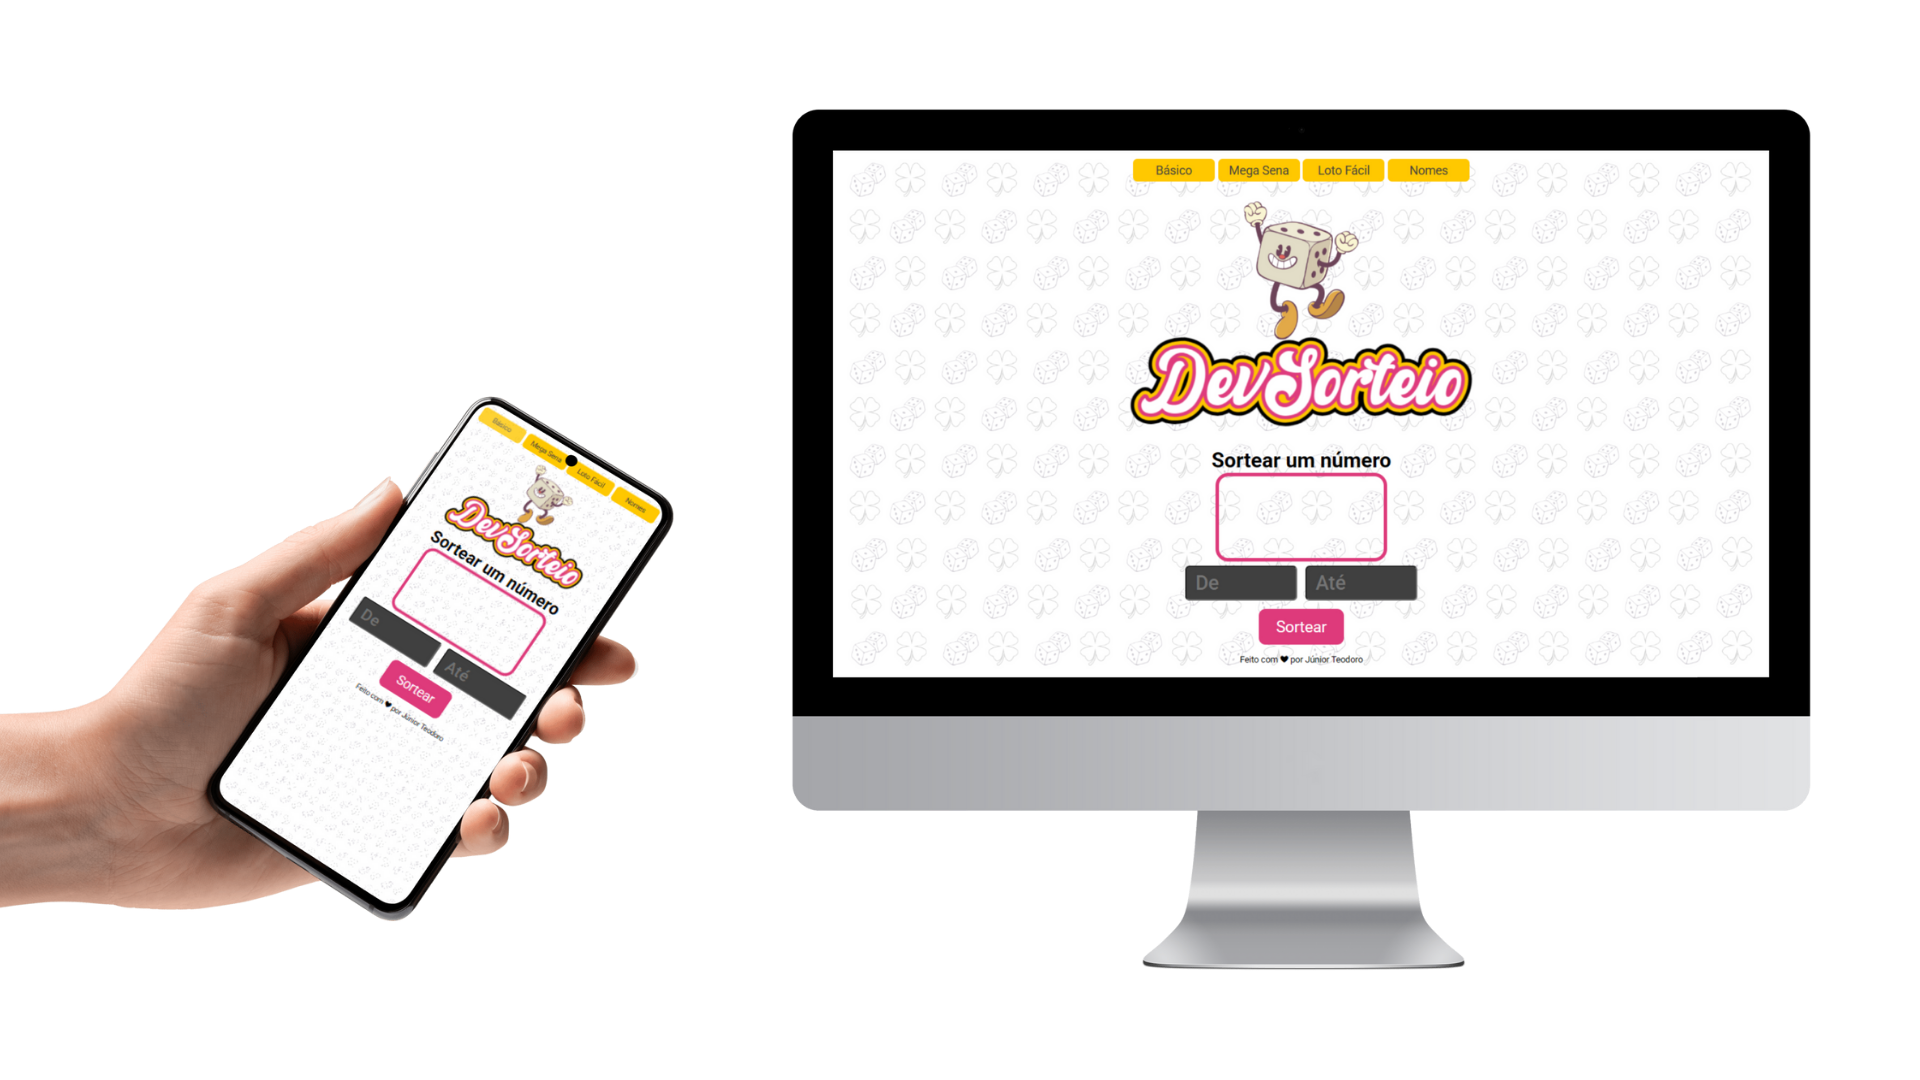 Básico
Mega Sena
Loto Fácil
Nomes
DevSorteio
Sortear um número
De
Até
Sortear
Feito com ♥ por Júnior Teodoro
Básico
Mega Sena
Loto Fácil
Nomes
DevSorteio
Sortear um número
De
Até
Sortear
Feito com ♥ por Júnior Teodoro